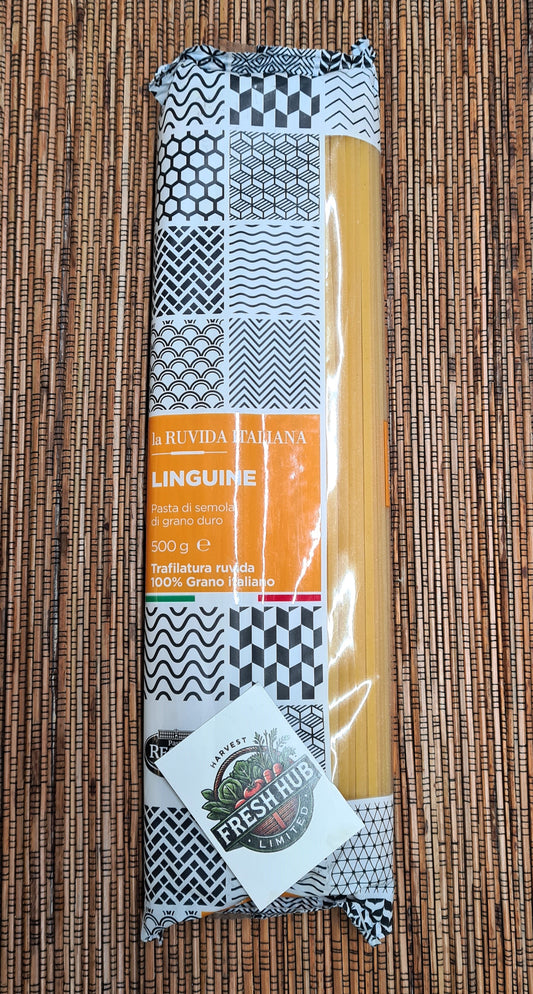 la RUVIDA ITALIANA
LINGUINE
Pasta di semola
di grano duro
500 g ℮
Trafilatura ruvida
100% Grano italiano
HARVEST
FRESH HUB
LIMITED